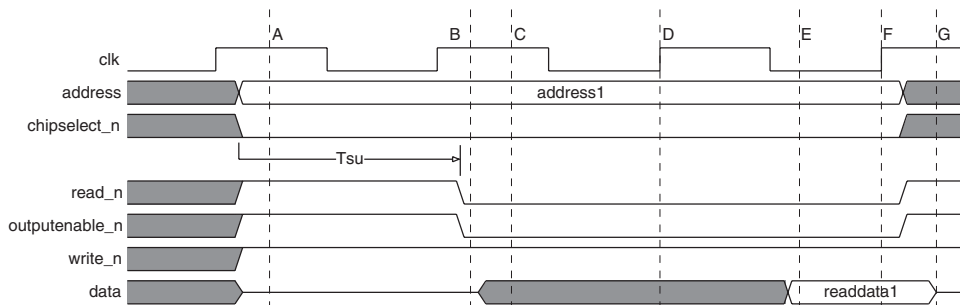 A B C D E F G
clk
address address1
chipselect_n
Tsu
read_n
outputenable_n
write_n
data readdata1